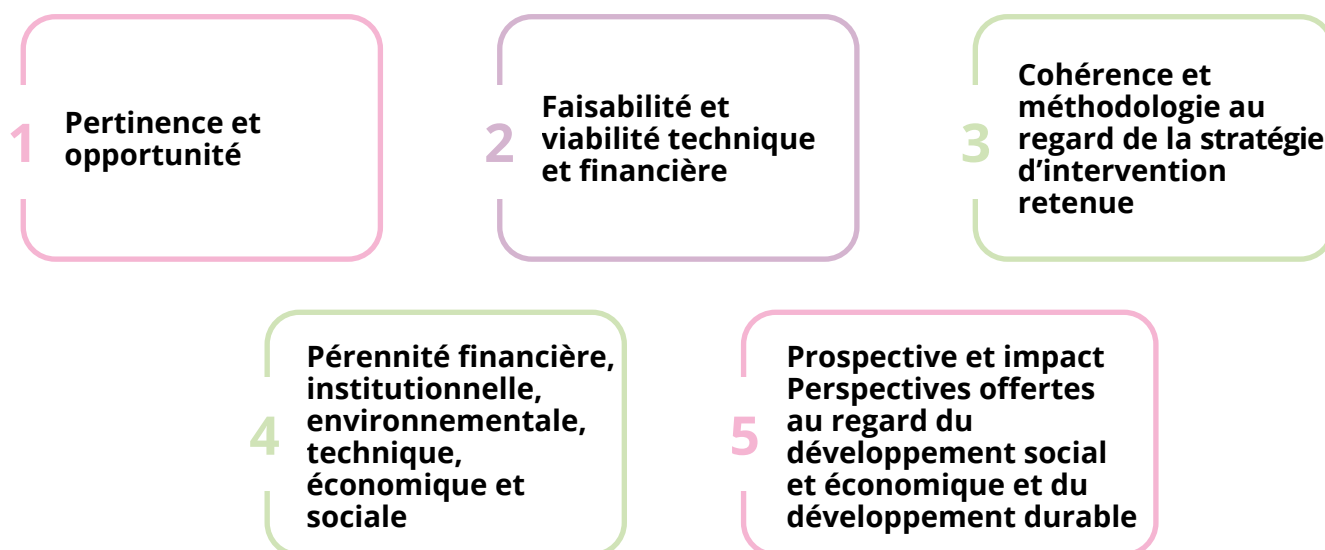 1
Pertinence et
opportunité
2
Faisabilité et
viabilité technique
et financière
3
Cohérence et
méthodologie au
regard de la stratégie
d’intervention
retenue
4
Pérennité financière,
institutionnelle,
environnementale,
technique,
économique et
sociale
5
Prospective et impact
Perspectives offertes
au regard du
développement social
et économique et du
développement durable